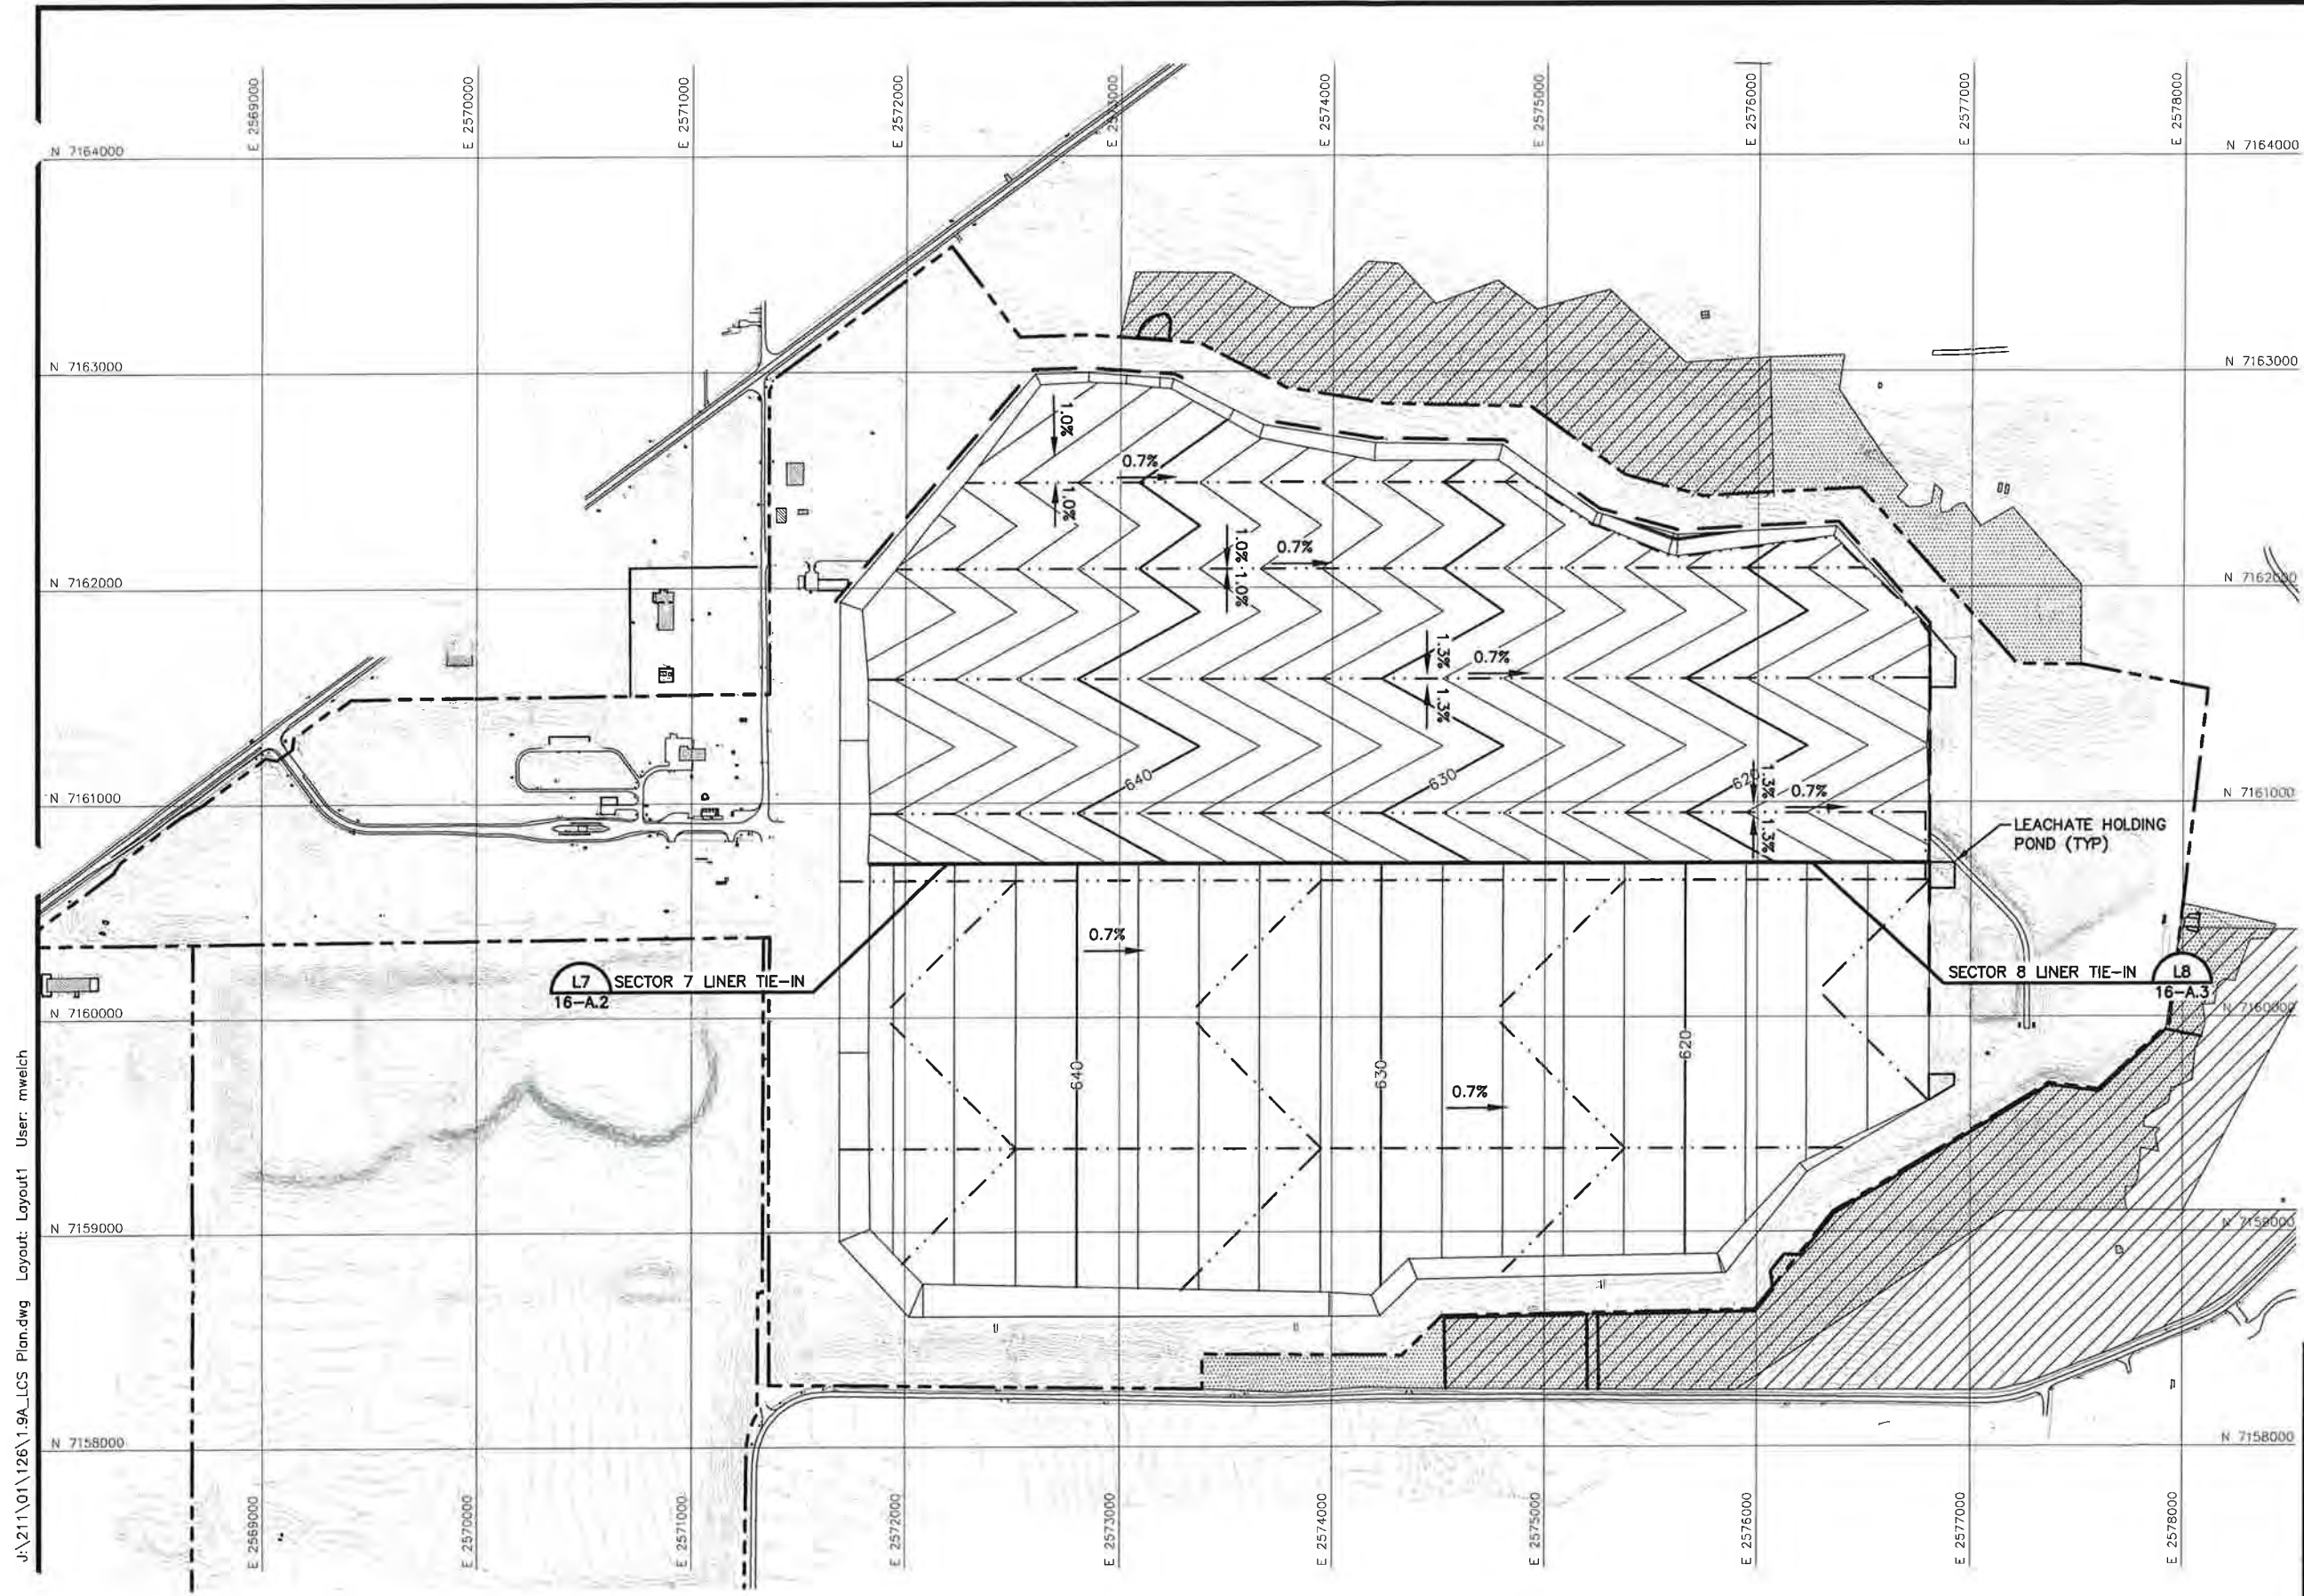 E 2569000
E 2570000
E 2571000
E 2572000
E 2573000
E 2574000
E 2575000
E 2576000
E 2577000
E 2578000
N 7164000
N 7164000
N 7163000
N 7163000
1.0%
0.7%
1.0%
1.0%
1.0%
0.7%
N 7162000
N 7162000
1.3%
1.3%
0.7%
640
630
620
1.3%
1.3%
0.7%
N 7161000
N 7161000
LEACHATE HOLDING
POND (TYP)
0.7%
L7
SECTOR 7 LINER TIE-IN
16-A.2
SECTOR 8 LINER TIE-IN
L8
16-A.3
N 7160000
N 7160000
640
630
620
0.7%
N 7159000
N 7159000
N 7158000
N 7158000
E 2569000
E 2570000
E 2571000
E 2572000
E 2573000
E 2574000
E 2575000
E 2576000
E 2577000
E 2578000
J:\211\01\126\1.9A_LCS Plan.dwg Layout: Layout1 User: mwelch